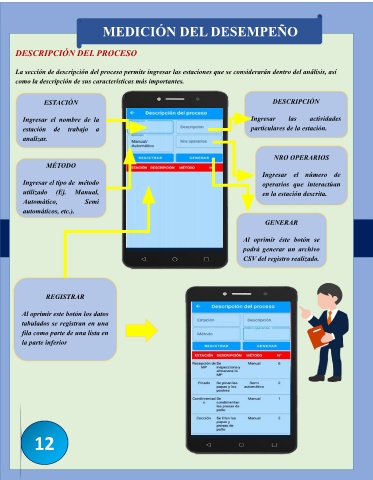 MEDICIÓN DEL DESEMPEÑO
DESCRIPCIÓN DEL PROCESO
La sección de descripción del proceso permite ingresar las estaciones que se considerarán dentro del análisis, así
como la descripción de sus características más importantes.
ESTACIÓN
Ingresar el nombre de la
estación de trabajo a
analizar.
MÉTODO
Ingresar el tipo de método
utilizado (Ej. Manual,
Automático, Semi
automáticos, etc.).
Descripción del proceso
Descripción
Manual/
Automático
Nro operarios
REGISTRAR GENERAR
ESTACIÓN DESCRIPCIÓN MÉTODO
DESCRIPCIÓN
Ingresar las actividades
particulares de la estación.
NRO OPERARIOS
Ingresar el número de
operarios que interactúan
en la estación descrita.
GENERAR
Al oprimir éste botón se
podrá generar un archivo
CSV del registro realizado.
REGISTRAR
Al oprimir este botón los datos
tabulados se registran en una
fila como parte de una lista en
la parte inferior
Descripción del proceso
Estación Descripción
Método
REGISTRAR GENERAR
ESTACIÓN DESCRIPCIÓN MÉTODO N°
Recepción de Se Manual
MP inspecciona y
almacena la
MP
Picado Se pican las Semi 2
papas y los automático
Se Manual 1
condimentan
las presas de
pollo
Cocción Se fríen las Manual 2
papas y
presas de
pollo
12